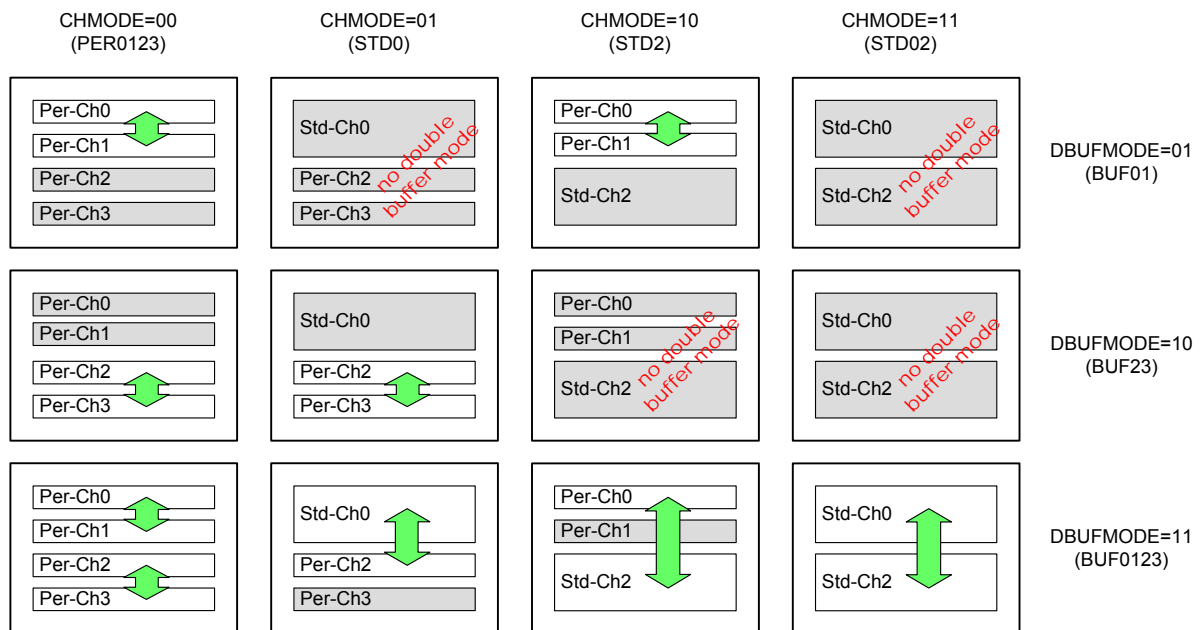 CHMODE=00
(PER0123)
CHMODE=01
(STD0)
CHMODE=10
(STD2)
CHMODE=11
(STD02)
Per-Ch0
Per-Ch1
Per-Ch2
Per-Ch3
Std-Ch0
Per-Ch2
Per-Ch3
no double
buffer mode
Per-Ch0
Per-Ch1
Std-Ch2
Std-Ch0
Std-Ch2
no double
buffer mode
DBUFMODE=01
(BUF01)
Per-Ch0
Per-Ch1
Per-Ch2
Per-Ch3
Std-Ch0
Per-Ch2
Per-Ch3
Per-Ch0
Per-Ch1
Std-Ch2
no double
buffer mode
Std-Ch0
Std-Ch2
no double
buffer mode
DBUFMODE=10
(BUF23)
Per-Ch0
Per-Ch1
Per-Ch2
Per-Ch3
Std-Ch0
Per-Ch2
Per-Ch3
Per-Ch0
Per-Ch1
Std-Ch2
Std-Ch0
Std-Ch2
DBUFMODE=11
(BUF0123)